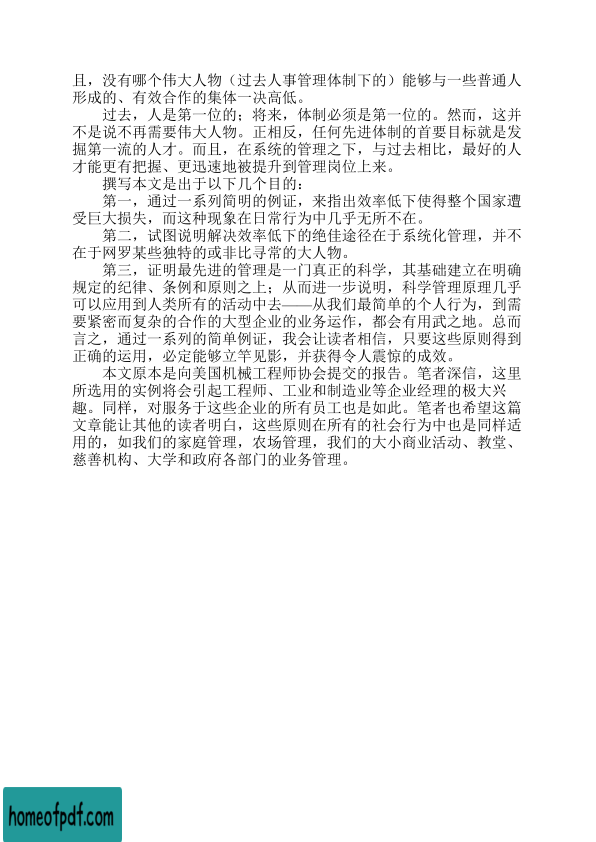 且，没有哪个伟大人物（过去人事管理体制下的）能够与一些普通人
形成的、有效合作的集体一决高低。
过去，人是第一位的；将来，体制必须是第一位的。然而，这并
不是说不再需要伟大人物。正相反，任何先进体制的首要目标就是发
掘第一流的人才。而且，在系统的管理之下，与过去相比，最好的人
才能更有把握、更迅速地被提升到管理岗位上来。
撰写本文是出于以下几个目的：
第一，通过一系列简明的例证，来指出效率低下使得整个国家遭
受巨大损失，而这种现象在日常行为中几乎无所不在。
第二，试图说明解决效率低下的绝佳途径在于系统化管理，并不
在于网罗某些独特的或非比寻常的大人物。
第三，证明最先进的管理是一门真正的科学，其基础建立在明确
规定的纪律、条例和原则之上；从而进一步说明，科学管理原理几乎
可以应用到人类所有的活动中去——从我们最简单的个人行为，到需
要紧密而复杂的合作的大型企业的业务运作，都会有用武之地。总而
言之，通过一系列的简单例证，我会让读者相信，只要这些原则得到
正确的运用，必定能够立竿见影，并获得令人震惊的成效。
本文原本是向美国机械工程师协会提交的报告。笔者深信，这里
所选用的实例将会引起工程师、工业和制造业等企业经理的极大兴
趣。同样，对服务于这些企业的所有员工也是如此。笔者也希望这篇
文章能让其他的读者明白，这些原则在所有的社会行为中也是同样适
用的，如我们的家庭管理，农场管理，我们的大小商业活动、教堂、
慈善机构、大学和政府各部门的业务管理。
homeofpdf.com